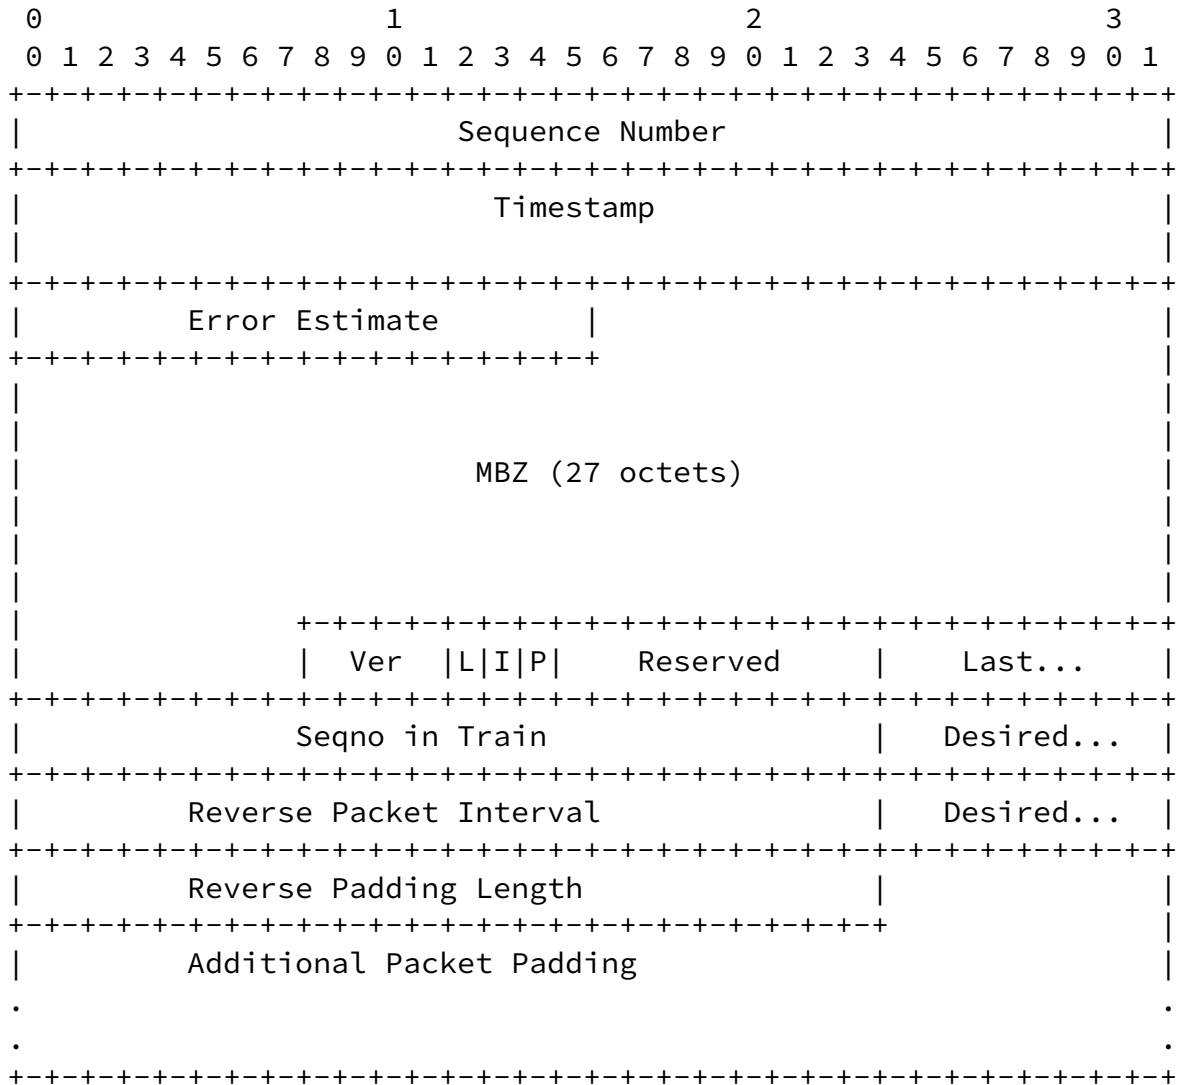 0                   1                   2                   3
 0 1 2 3 4 5 6 7 8 9 0 1 2 3 4 5 6 7 8 9 0 1 2 3 4 5 6 7 8 9 0 1
+-+-+-+-+-+-+-+-+-+-+-+-+-+-+-+-+-+-+-+-+-+-+-+-+-+-+-+-+-+-+-+-+
|                        Sequence Number                        |
+-+-+-+-+-+-+-+-+-+-+-+-+-+-+-+-+-+-+-+-+-+-+-+-+-+-+-+-+-+-+-+-+
|                          Timestamp                            |
|                                                               |
+-+-+-+-+-+-+-+-+-+-+-+-+-+-+-+-+-+-+-+-+-+-+-+-+-+-+-+-+-+-+-+-+
|         Error Estimate        |                               |
+-+-+-+-+-+-+-+-+-+-+-+-+-+-+-+-+                               |
|                                                               |
|                                                               |
|                         MBZ (27 octets)                       |
|                                                               |
|                                                               |
|                                                               |
|               +-+-+-+-+-+-+-+-+-+-+-+-+-+-+-+-+-+-+-+-+-+-+-+-+
|               |  Ver  |L|I|P|    Reserved     |    Last...    |
+-+-+-+-+-+-+-+-+-+-+-+-+-+-+-+-+-+-+-+-+-+-+-+-+-+-+-+-+-+-+-+-+
|               Seqno in Train                  |   Desired...  |
+-+-+-+-+-+-+-+-+-+-+-+-+-+-+-+-+-+-+-+-+-+-+-+-+-+-+-+-+-+-+-+-+
|         Reverse Packet Interval               |   Desired...  |
+-+-+-+-+-+-+-+-+-+-+-+-+-+-+-+-+-+-+-+-+-+-+-+-+-+-+-+-+-+-+-+-+
|         Reverse Padding Length                |               |
+-+-+-+-+-+-+-+-+-+-+-+-+-+-+-+-+-+-+-+-+-+-+-+-+               |
|         Additional Packet Padding                             |
.                                                               .
.                                                               .
+-+-+-+-+-+-+-+-+-+-+-+-+-+-+-+-+-+-+-+-+-+-+-+-+-+-+-+-+-+-+-+-+